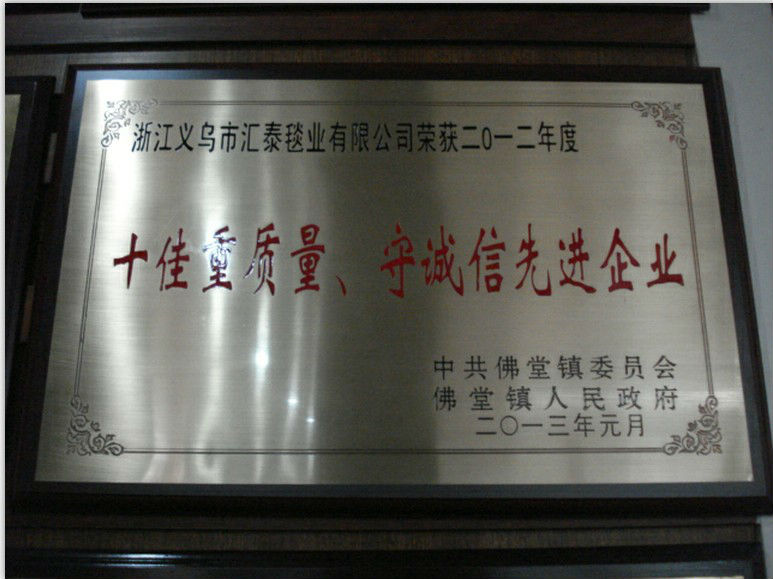 浙江义乌市汇泰毯业有限公司荣获二〇一二年度
十佳重质量、守诚信先进企业
中共佛堂镇委员会
佛堂镇人民政府
二〇一三年元月